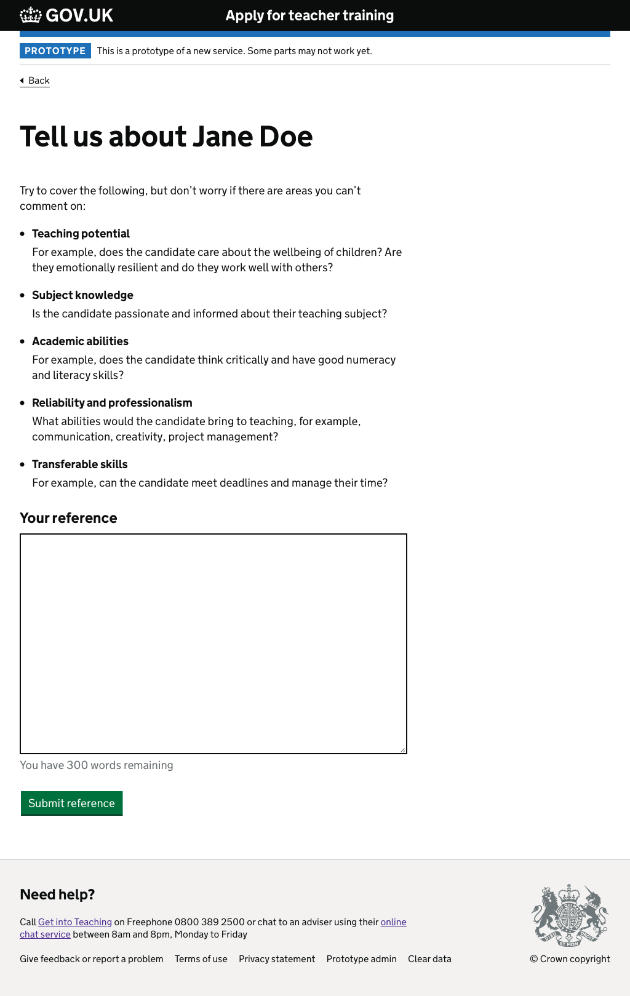 GOV.UK Apply for teacher training
PROTOTYPE This is a prototype of a new service. Some parts may not work yet.
Back
Tell us about Jane Doe
Try to cover the following, but don't worry if there are areas you can't
comment on:
• Teaching potential
For example, does the candidate care about the wellbeing of children? Are
they emotionally resilient and do they work well with others?
• Subject knowledge
Is the candidate passionate and informed about their teaching subject?
• Academic abilities
For example, does the candidate think critically and have good numeracy
and literacy skills?
• Reliability and professionalism
What abilities would the candidate bring to teaching, for example,
communication, creativity, project management?
• Transferable skills
For example, can the candidate meet deadlines and manage their time?
Your reference
You have 300 words remaining
Submit reference
Need help?
Call Get into Teaching on Freephone 0800 389 2500 or chat to an adviser using their online
chat service between 8am and 8pm, Monday to Friday
Give feedback or report a problem Terms of use Privacy statement Prototype admin Clear data
© Crown copyright